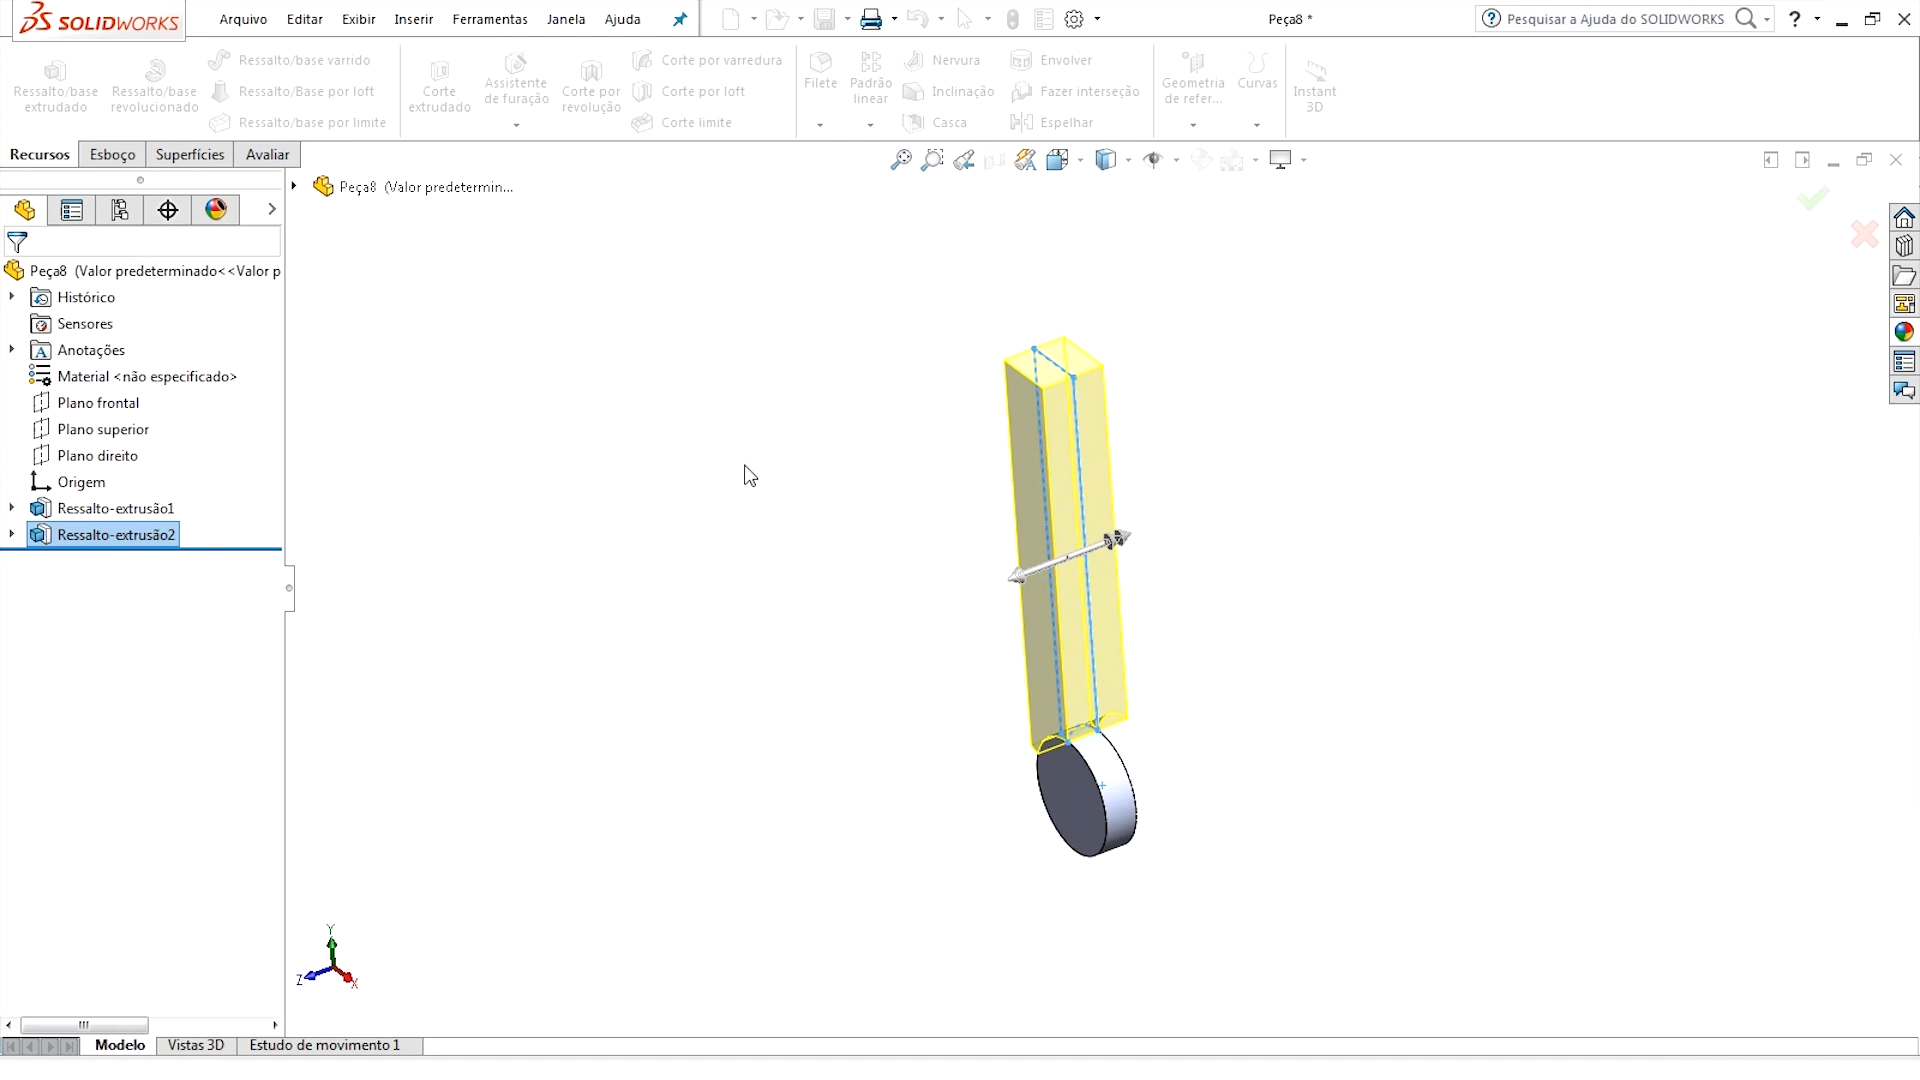 SOLIDWORKS
Arquivo Editar Exibir Inserir Ferramentas Janela Ajuda
Peça8 *
Pesquisar a Ajuda do SOLIDWORKS
?
Ressalto/base extrudado
Ressalto/base revolucionado
Ressalto/base varrido
Ressalto/Base por loft
Ressalto/base por limite
Corte extrudado
Assistente de furação
Corte por revolução
Corte por varredura
Corte por loft
Corte limite
Filete
Padrão linear
Nervura
Inclinação
Casca
Envolver
Fazer interseção
Espelhar
Geometria de refer...
Curvas
Instant 3D
Recursos Esboço Superfícies Avaliar
Peça8 (Valor predetermin...
Peça8 (Valor predeterminado<<Valor p
Histórico
Sensores
Anotações
Material <não especificado>
Plano frontal
Plano superior
Plano direito
Origem
Ressalto-extrusão1
Ressalto-extrusão2
Y
Z
X
Modelo Vistas 3D Estudo de movimento 1